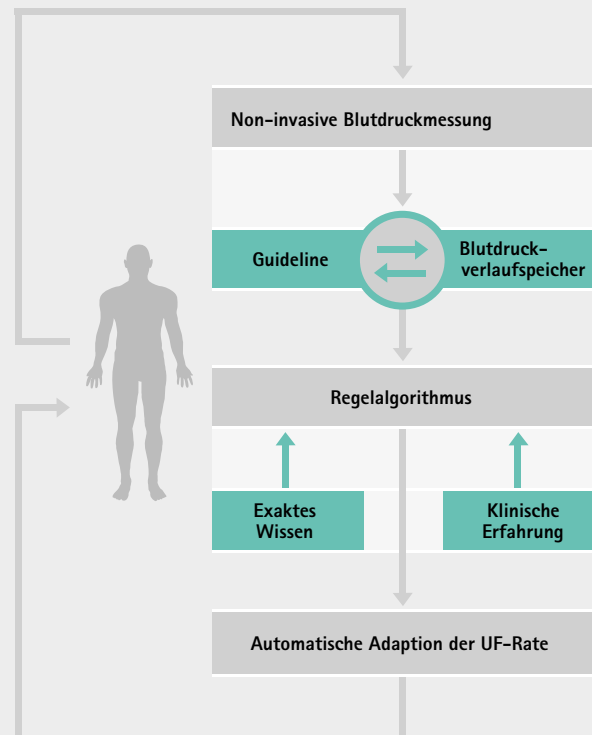 Non-invasive Blutdruckmessung
Guideline
Blutdruck-
verlaufspeicher
Regelalgorithmus
Exaktes
Wissen
Klinische
Erfahrung
Automatische Adaption der UF-Rate